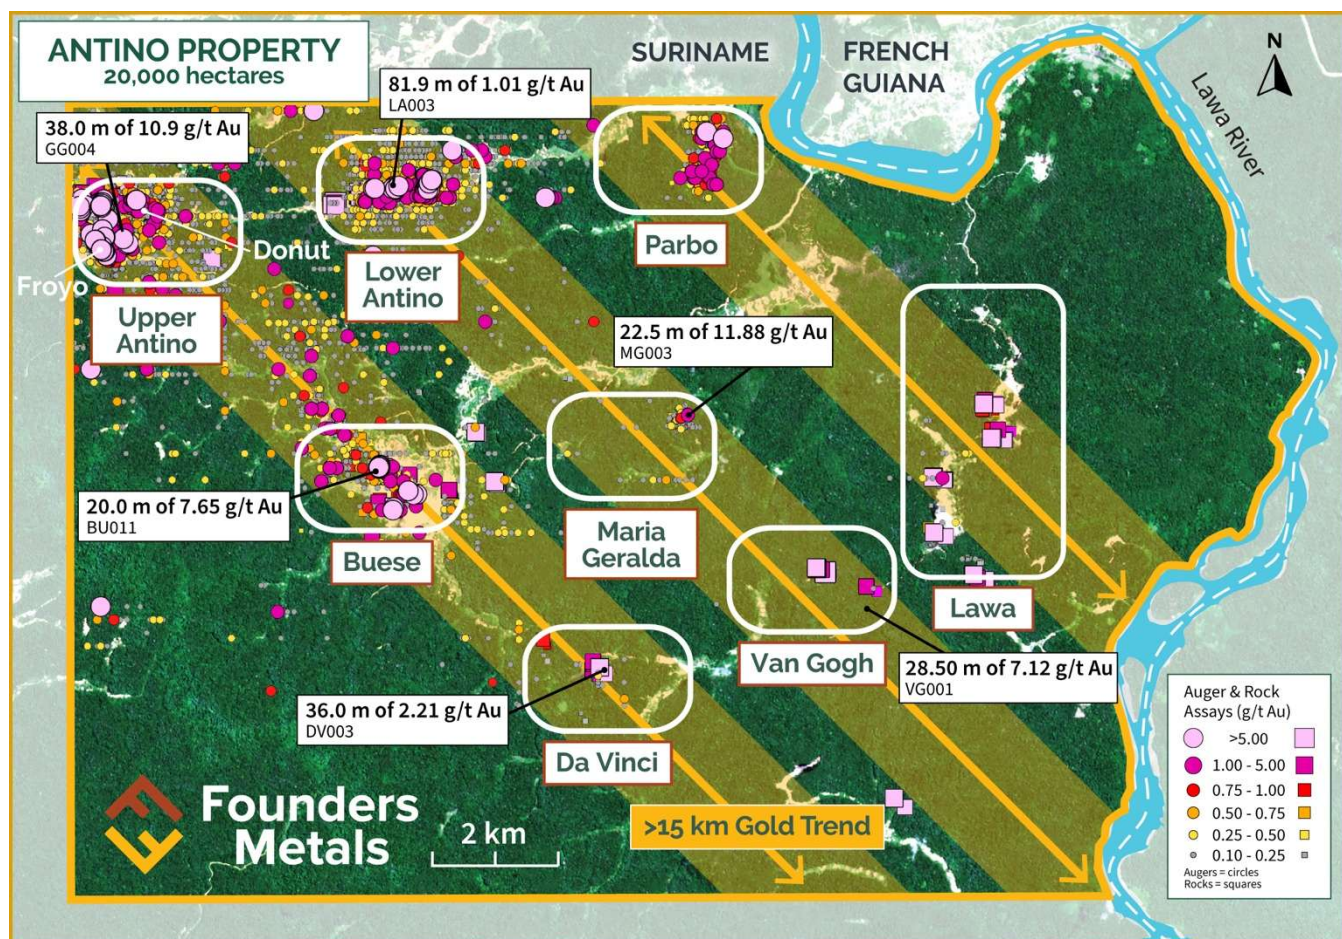 ANTINO PROPERTY
20,000 hectares
SURINAME
FRENCH
GUIANA
N
Lawa River
81.9 m of 1.01 g/t Au
LA003
38.0 m of 10.9 g/t Au
GG004
Donut
Froyo
Upper
Antino
Lower
Antino
Parbo
22.5 m of 11.88 g/t Au
MG003
20.0 m of 7.65 g/t Au
BU011
Buese
Maria
Geralda
Lawa
Van Gogh
28.50 m of 7.12 g/t Au
VG001
36.0 m of 2.21 g/t Au
DV003
Da Vinci
Founders
Metals
2 km
>15 km Gold Trend
Auger & Rock
Assays (g/t Au)
>5.00
1.00 - 5.00
0.75 - 1.00
0.50 - 0.75
0.25 - 0.50
0.10 - 0.25
Augers = circles
Rocks = squares